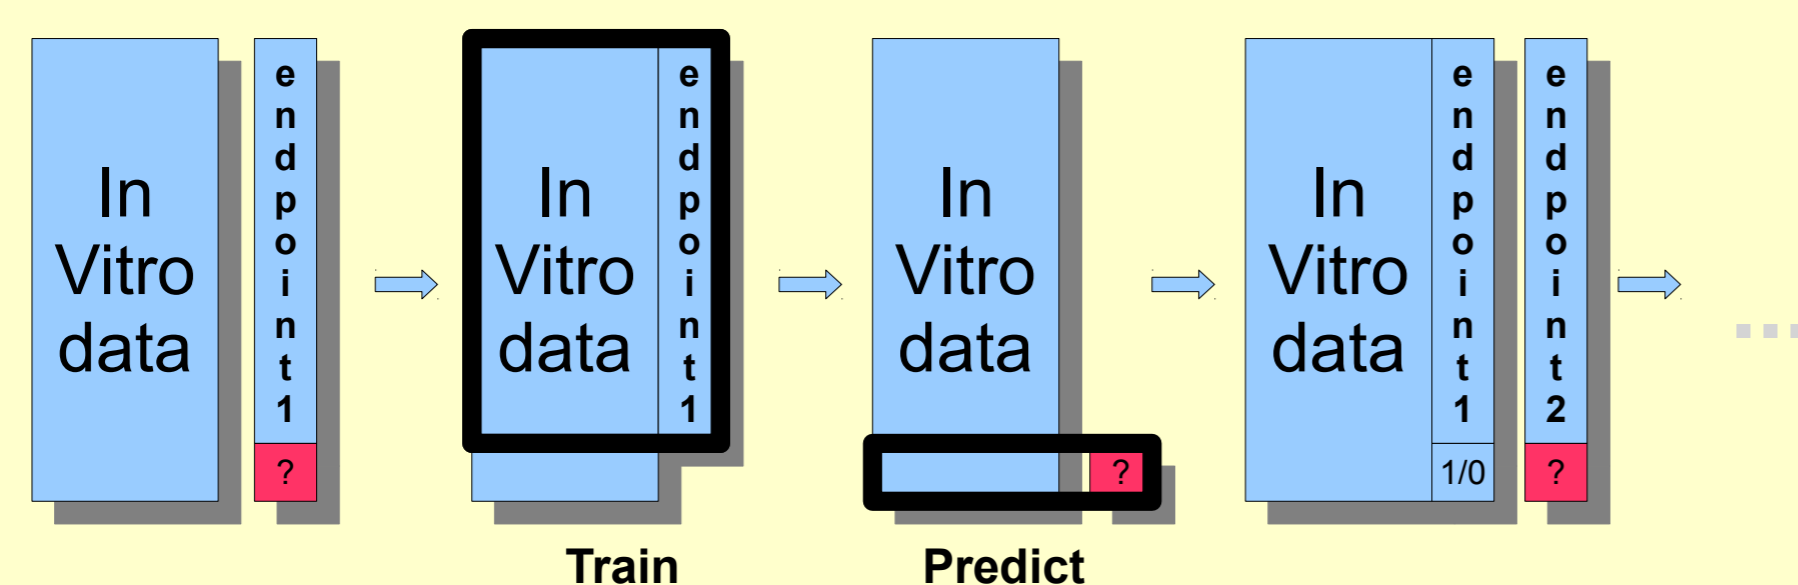 In
Vitro
data
endpoint1
?
In
Vitro
data
endpoint1
Train
In
Vitro
data
?
Predict
In
Vitro
data
endpoint1
1/0
endpoint2
?